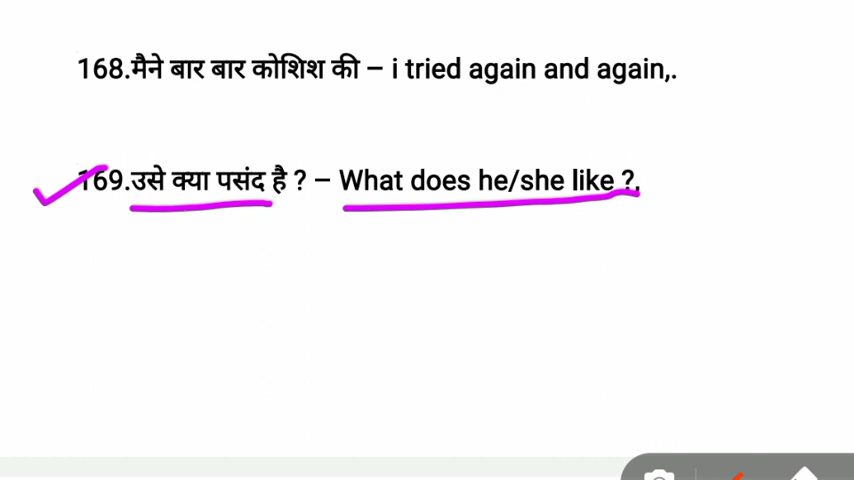 168.मैने बार बार कोशिश की – i tried again and again,.
169.उसे क्या पसंद है ? – What does he/she like ?,